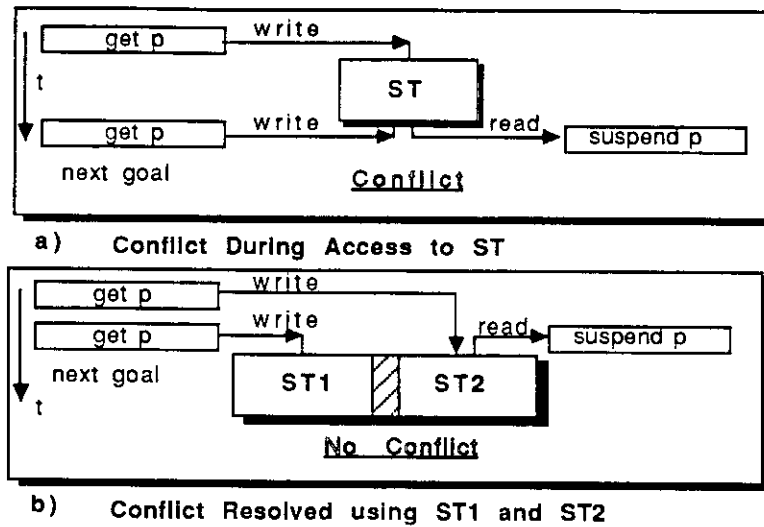 get p write
t ST
get p write read suspend p
next goal Conflict
a) Conflict During Access to ST
get p write
get p write read suspend p
next goal ST1 ST2
t
No Conflict
b) Conflict Resolved using ST1 and ST2